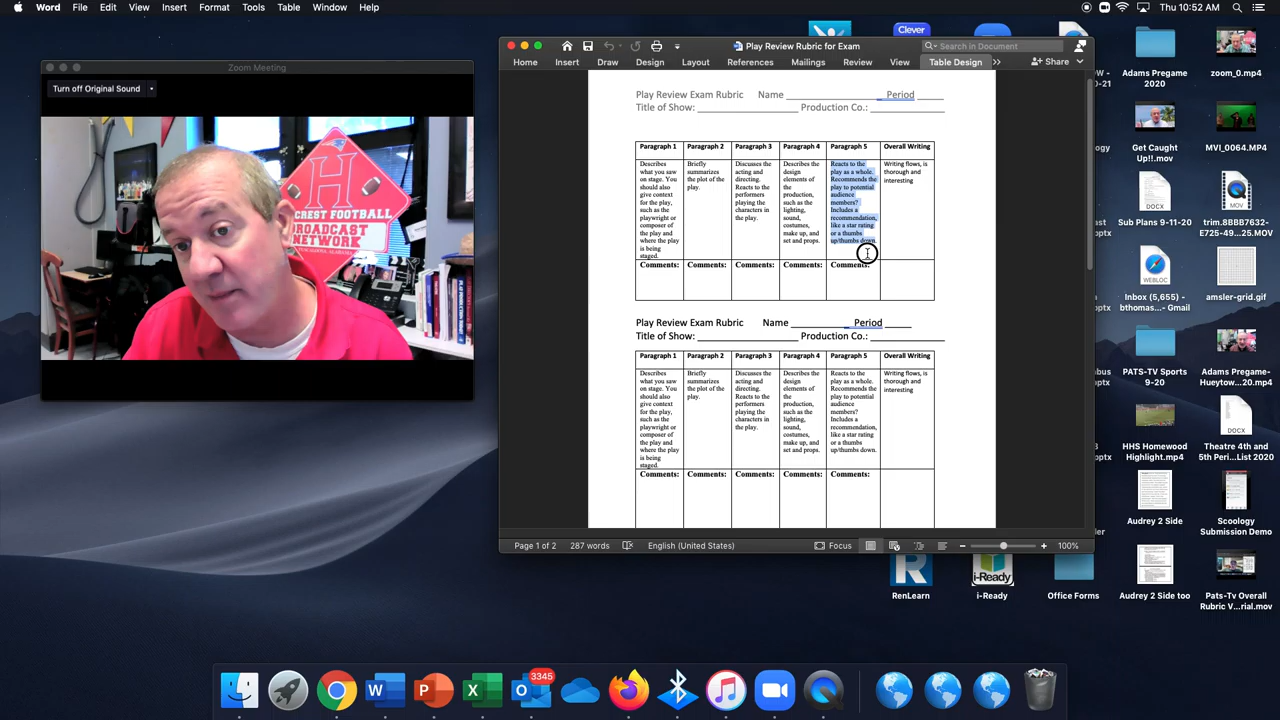 Word File Edit View Insert Format Tools Table Window Help
Thu 10:52 AM
Zoom Meeting
Turn off Original Sound
H
CREST FOOTBALL
BROADCAST
NETWORK
Play Review Rubric for Exam
Search in Document
Home Insert Draw Design Layout References Mailings Review View Table Design
Share
Play Review Exam Rubric Name Period
Title of Show: Production Co.:
Paragraph 1 Paragraph 2 Paragraph 3 Paragraph 4 Paragraph 5 Overall Writing
Describes what you saw on stage. You should also give context for the play, such as the playwright or composer of the play and where the play is being staged.
Briefly summarizes the plot of the play.
Discusses the acting and directing. Reacts to the performers playing the characters in the play.
Describes the design elements of the production, such as the lighting, sound, costumes, make up, and set and props.
Reacts to the play as a whole. Recommends the play to potential audience members? Includes a recommendation, like a star rating or a thumbs up/thumbs down.
Writing flows, is thorough and interesting
Comments: Comments: Comments: Comments: Comments:
Play Review Exam Rubric Name Period
Title of Show: Production Co.:
Paragraph 1 Paragraph 2 Paragraph 3 Paragraph 4 Paragraph 5 Overall Writing
Describes what you saw on stage. You should also give context for the play, such as the playwright or composer of the play and where the play is being staged.
Briefly summarizes the plot of the play.
Discusses the acting and directing. Reacts to the performers playing the characters in the play.
Describes the design elements of the production, such as the lighting, sound, costumes, make up, and set and props.
Reacts to the play as a whole. Recommends the play to potential audience members? Includes a recommendation, like a star rating or a thumbs up/thumbs down.
Writing flows, is thorough and interesting
Comments: Comments: Comments: Comments: Comments:
Page 1 of 2 287 words English (United States) Focus 100%
Clever
Adams Pregame 2020
zoom_0.mp4
Get Caught Up!!.mov
MVI_0064.MP4
DOCX
MOV
Sub Plans 9-11-20
trim.8BBB7632 E725-49...25.MOV
WEBLOC
Inbox (5,655) - bthomas...-G.com
amsler-grid.gif
PATS-TV Sports 9-20
Adams Pregame-Hueytow...20.mp4
DOCX
HHS Homewood Highlight.mp4
Theatre 4th and 5th Peri...List 2020
Audrey 2 Side
Scoology Submission Demo
RenLearn
i-Ready
i-Ready
Office Forms
Audrey 2 Side too
Pats-Tv Overall Rubric V...rial.mov
3345